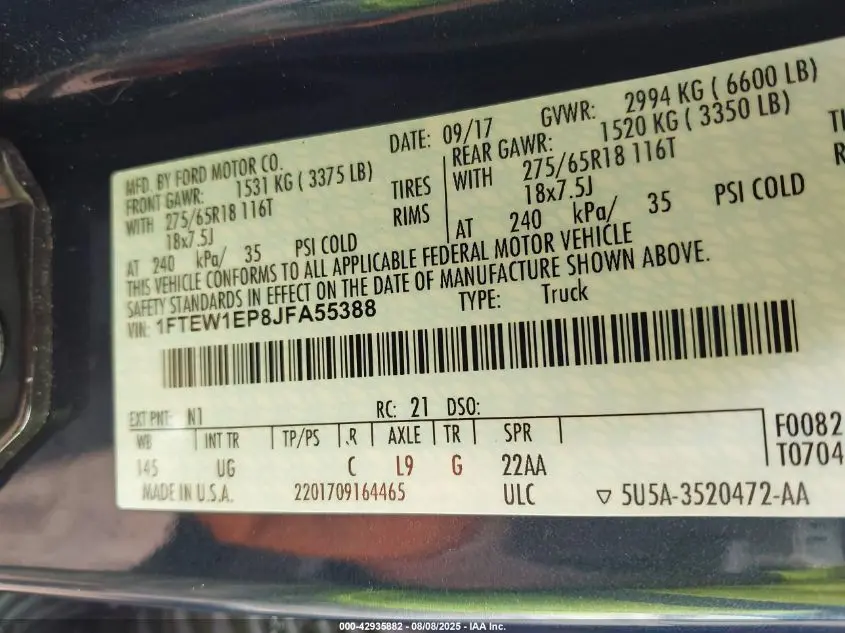 MFD. BY FORD MOTOR CO. DATE: 09/17 GVWR: 2994 KG ( 6600 LB)
FRONT GAWR: 1531 KG ( 3375 LB) REAR GAWR: 1520 KG ( 3350 LB)
WITH 275/65R18 116T TIRES WITH 275/65R18 116T
18x7.5J RIMS 18x7.5J
AT 240 kPa/ 35 PSI COLD AT 240 kPa/ 35 PSI COLD
THIS VEHICLE CONFORMS TO ALL APPLICABLE FEDERAL MOTOR VEHICLE
SAFETY STANDARDS IN EFFECT ON THE DATE OF MANUFACTURE SHOWN ABOVE.
VIN: 1FTEW1EP8JFA55388 TYPE: Truck
EXT PNT: N1 RC: 21 DSO:
WB INT TR TP/PS R AXLE TR SPR F0082
145 UG C L9 G 22AA T0704
MADE IN U.S.A. 2201709164465 ULC ▽ 5U5A-3520472-AA
000-42935882 - 08/08/2025 - IAA Inc.